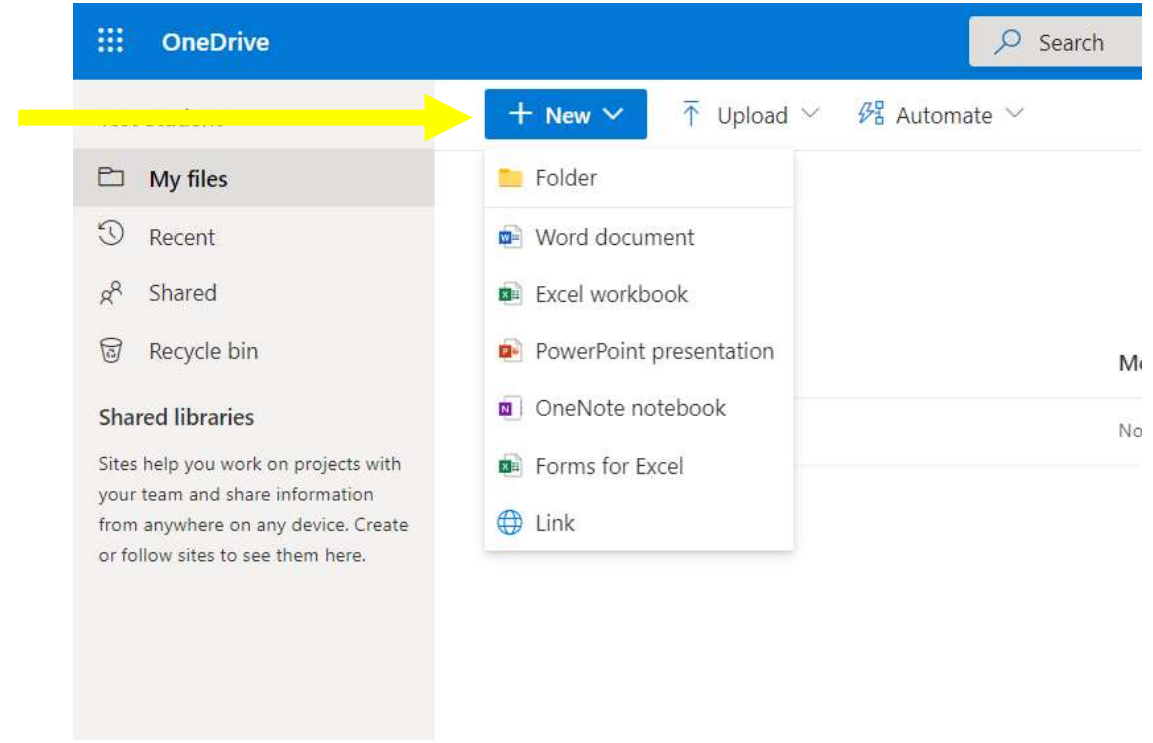 OneDrive
Search
+ New
Upload
Automate
My files
Recent
Shared
Recycle bin
Shared libraries
Sites help you work on projects with
your team and share information
from anywhere on any device. Create
or follow sites to see them here.
Folder
Word document
Excel workbook
PowerPoint presentation
OneNote notebook
Forms for Excel
Link